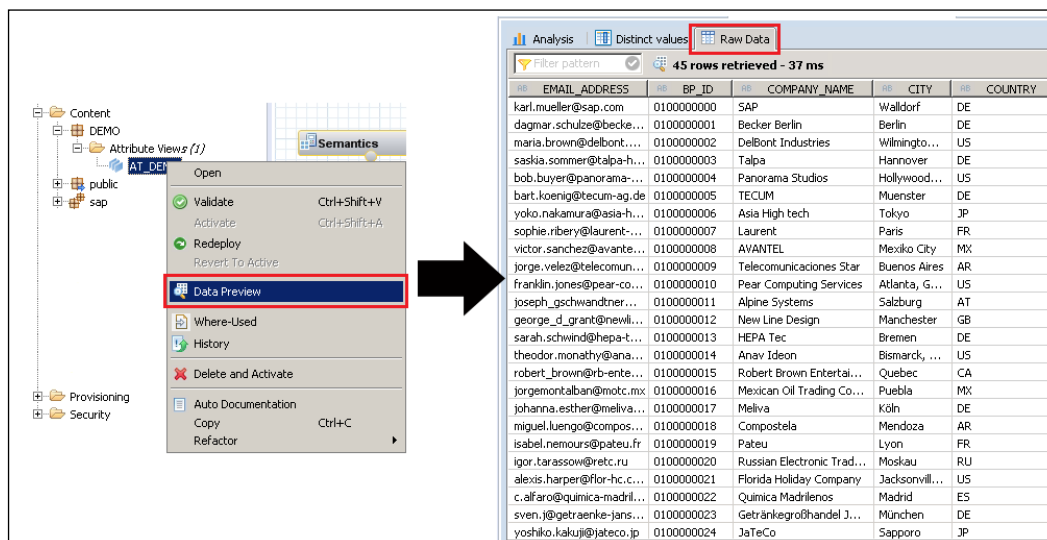 Content
DEMO
Attribute Views (1)
AT_DEM
public
sap
Provisioning
Security
Semantics
Open
Validate Ctrl+Shift+V
Activate Ctrl+Shift+A
Redeploy
Revert To Active
Data Preview
Where-Used
History
Delete and Activate
Auto Documentation
Copy Ctrl+C
Refactor
Analysis Distinct values Raw Data
Filter pattern 45 rows retrieved - 37 ms
AB EMAIL_ADDRESS AB BP_ID AB COMPANY_NAME AB CITY AB COUNTRY
karl.mueller@sap.com 0100000000 SAP Walldorf DE
dagmar.schulze@becke... 0100000001 Becker Berlin Berlin DE
maria.brown@delbont.... 0100000002 DelBont Industries Wilmingto... US
saskia.sommer@talpa-h... 0100000003 Talpa Hannover DE
bob.buyer@panorama-... 0100000004 Panorama Studios Hollywood... US
bart.koenig@tecum-ag.de 0100000005 TECUM Muenster DE
yoko.nakamura@asia-h... 0100000006 Asia High tech Tokyo JP
sophie.ribery@laurent-... 0100000007 Laurent Paris FR
victor.sanchez@avante... 0100000008 AVANTEL Mexiko City MX
jorge.velez@telecomun... 0100000009 Telecomunicaciones Star Buenos Aires AR
franklin.jones@pear-co... 0100000010 Pear Computing Services Atlanta, G... US
joseph_gschwandtner... 0100000011 Alpine Systems Salzburg AT
george_d_grant@newli... 0100000012 New Line Design Manchester GB
sarah.schwind@hepa-t... 0100000013 HEPA Tec Bremen DE
theodor.monathy@ana... 0100000014 Anav Ideon Bismarck, ... US
robert_brown@rb-ente... 0100000015 Robert Brown Entertai... Quebec CA
jorgemontalban@motc.mx 0100000016 Mexican Oil Trading Co... Puebla MX
johanna.esther@meliva... 0100000017 Meliva Köln DE
miguel.luengo@compos... 0100000018 Compostela Mendoza AR
isabel.nemours@pateu.fr 0100000019 Pateu Lyon FR
igor.tarassow@retc.ru 0100000020 Russian Electronic Trad... Moskau RU
alexis.harper@flor-hc.c... 0100000021 Florida Holiday Company Jacksonvill... US
c.alfaro@quimica-madril... 0100000022 Quimica Madrilenos Madrid ES
sven.j@getraenke-jans... 0100000023 Getränkegroßhandel J... München DE
yoshiko.kakuji@jateco.jp 0100000024 JaTeCo Sapporo JP